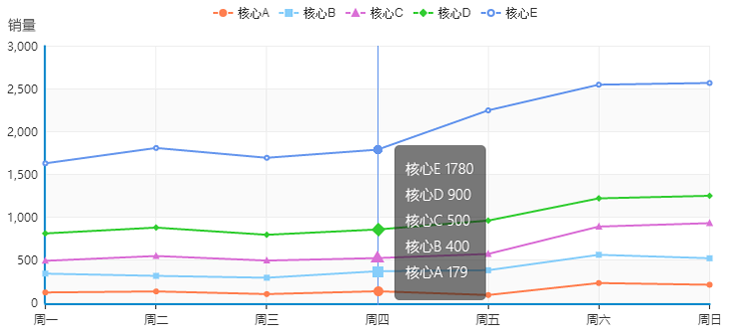 核心A 核心B 核心C 核心D 核心E
销量
3,000
2,500
2,000
1,500
1,000
500
0
核心E 1780
核心D 900
核心C 500
核心B 400
核心A 179
周一 周二 周三 周四 周五 周六 周日